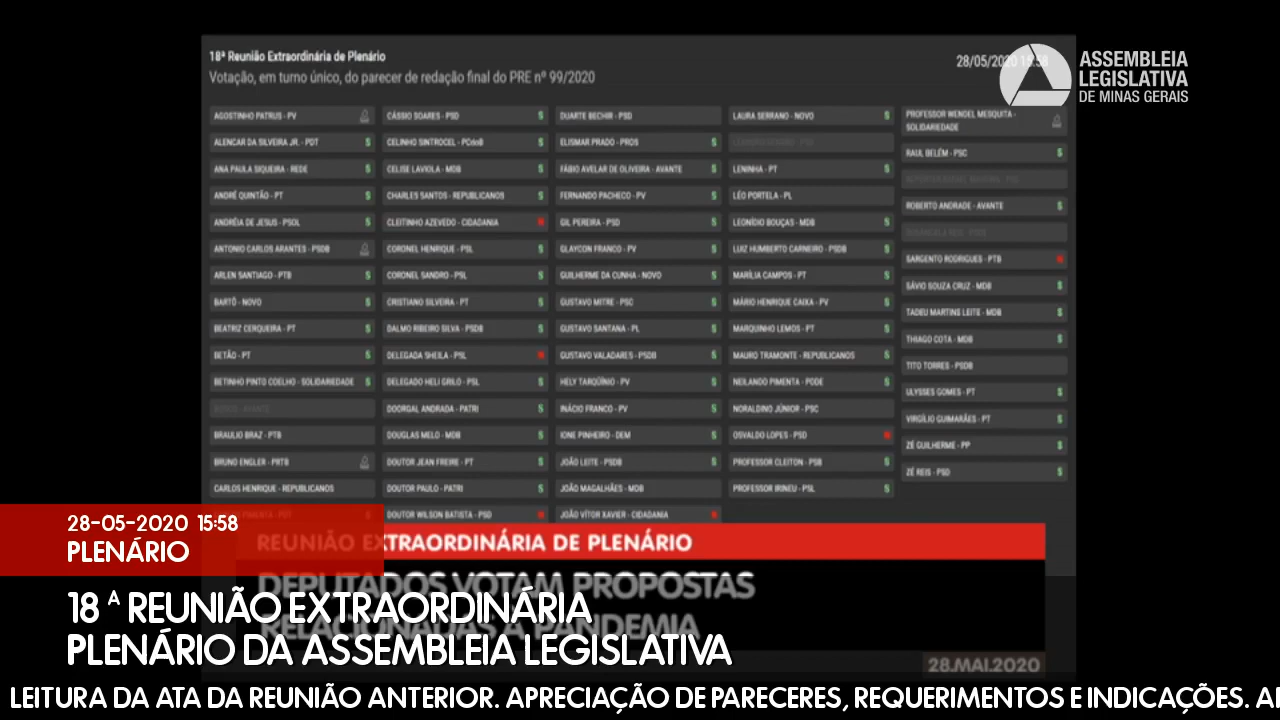 18ª Reunião Extraordinária de Plenário
Votação, em turno único, do parecer de redação final do PRE nº 99/2020
28/05/2020 15:58
ASSEMBLEIA
LEGISLATIVA
DE MINAS GERAIS
AGOSTINHO PATRUS - PV
ALENCAR DA SILVEIRA JR. - PDT S
ANA PAULA SIQUEIRA - REDE S
ANDRÉ QUINTÃO - PT S
ANDRÉIA DE JESUS - PSOL S
ANTONIO CARLOS ARANTES - PSDB
ARLEN SANTIAGO - PTB S
BARTÔ - NOVO S
BEATRIZ CERQUEIRA - PT S
BETÃO - PT S
BETINHO PINTO COELHO - SOLIDARIEDADE S
BRAULIO BRAZ - PTB
BRUNO ENGLER - PRTB
CARLOS HENRIQUE - REPUBLICANOS
CÁSSIO SOARES - PSD S
CELINHO SINTROCEL - PCdoB S
CELISE LAVIOLA - MDB S
CHARLES SANTOS - REPUBLICANOS S
CLEITINHO AZEVEDO - CIDADANIA N
CORONEL HENRIQUE - PSL S
CORONEL SANDRO - PSL S
CRISTIANO SILVEIRA - PT S
DALMO RIBEIRO SILVA - PSDB S
DELEGADA SHEILA - PSL N
DELEGADO HELI GRILO - PSL S
DOORGAL ANDRADA - PATRI S
DOUGLAS MELO - MDB S
DOUTOR JEAN FREIRE - PT S
DOUTOR PAULO - PATRI S
DOUTOR WILSON BATISTA - PSD N
DUARTE BECHIR - PSD
ELISMAR PRADO - PROS S
FÁBIO AVELAR DE OLIVEIRA - AVANTE S
FERNANDO PACHECO - PV S
GIL PEREIRA - PSD S
GLAYCON FRANCO - PV S
GUILHERME DA CUNHA - NOVO S
GUSTAVO MITRE - PSC S
GUSTAVO SANTANA - PL S
GUSTAVO VALADARES - PSDB S
HELY TARQÜÍNIO - PV S
INÁCIO FRANCO - PV S
IONE PINHEIRO - DEM S
JOÃO LEITE - PSDB S
JOÃO MAGALHÃES - MDB
JOÃO VÍTOR XAVIER - CIDADANIA N
LAURA SERRANO - NOVO S
LENINHA - PT S
LÉO PORTELA - PL
LEONÍDIO BOUÇAS - MDB S
LUIZ HUMBERTO CARNEIRO - PSDB S
MARÍLIA CAMPOS - PT S
MÁRIO HENRIQUE CAIXA - PV S
MARQUINHO LEMOS - PT S
MAURO TRAMONTE - REPUBLICANOS S
NEILANDO PIMENTA - PODE S
NORALDINO JÚNIOR - PSC
OSVALDO LOPES - PSD N
PROFESSOR CLEITON - PSB S
PROFESSOR IRINEU - PSL S
PROFESSOR WENDEL MESQUITA -
SOLIDARIEDADE
RAUL BELÉM - PSC S
ROBERTO ANDRADE - AVANTE S
SARGENTO RODRIGUES - PTB N
SÁVIO SOUZA CRUZ - MDB S
TADEU MARTINS LEITE - MDB S
THIAGO COTA - MDB S
TITO TORRES - PSDB
ULYSSES GOMES - PT S
VIRGÍLIO GUIMARÃES - PT S
ZÉ GUILHERME - PP S
ZÉ REIS - PSD S
REUNIÃO EXTRAORDINÁRIA DE PLENÁRIO
DEPUTADOS VOTAM PROPOSTAS
RELACIONADAS À PANDEMIA
28.MAI.2020
28-05-2020 15:58
PLENÁRIO
18 ª REUNIÃO EXTRAORDINÁRIA
PLENÁRIO DA ASSEMBLEIA LEGISLATIVA
LEITURA DA ATA DA REUNIÃO ANTERIOR. APRECIAÇÃO DE PARECERES, REQUERIMENTOS E INDICAÇÕES.